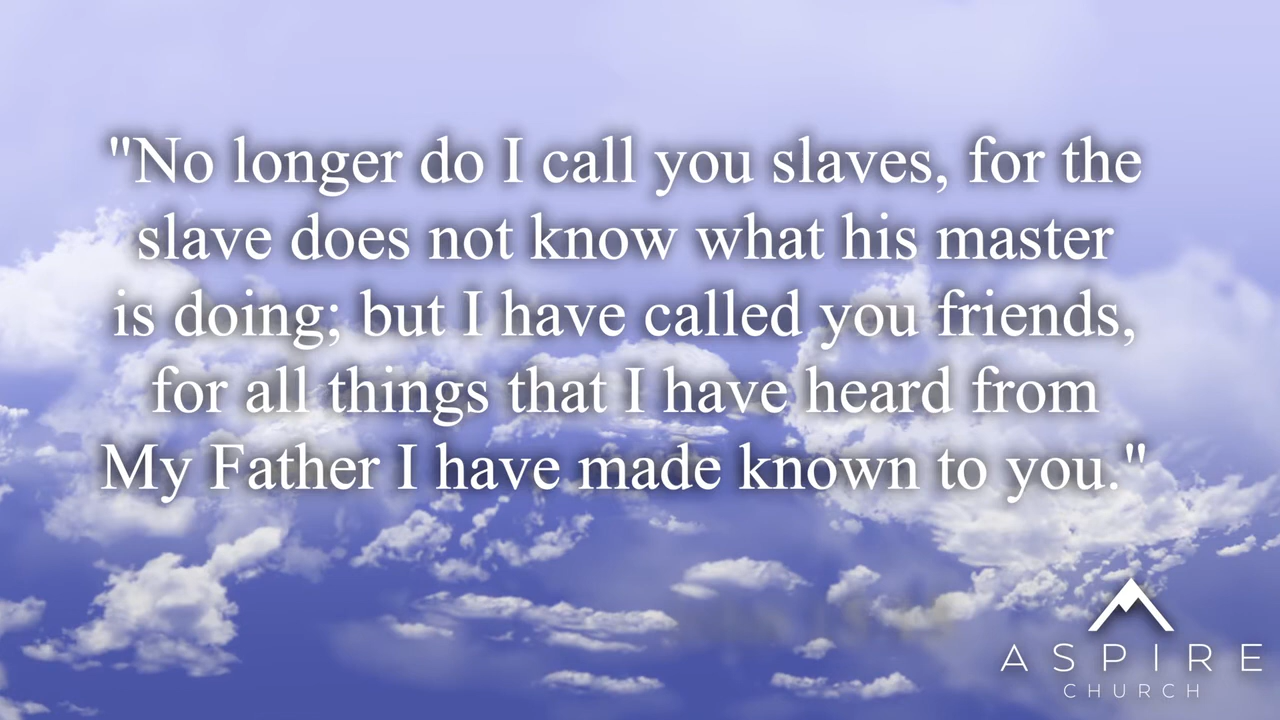 "No longer do I call you slaves, for the
slave does not know what his master
is doing; but I have called you friends,
for all things that I have heard from
My Father I have made known to you."
ASPIRE
CHURCH